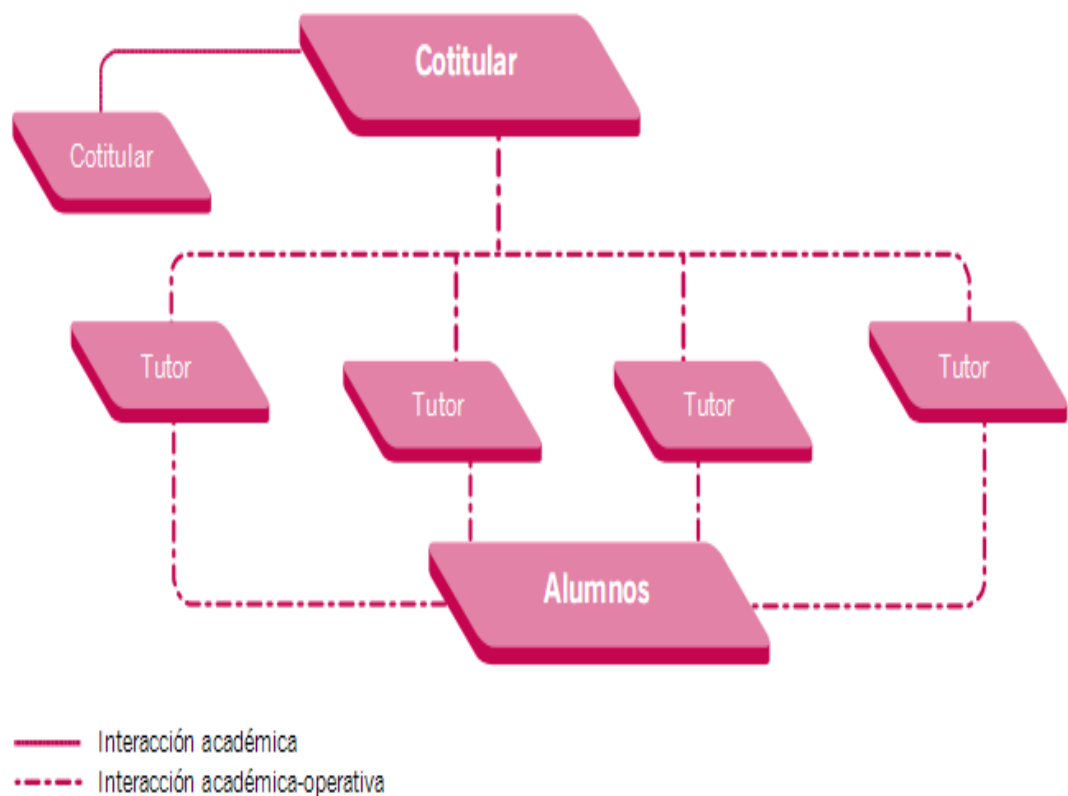 Cotitular
Cotitular
Tutor
Tutor
Tutor
Tutor
Alumnos
Interacción académica
Interacción académica-operativa